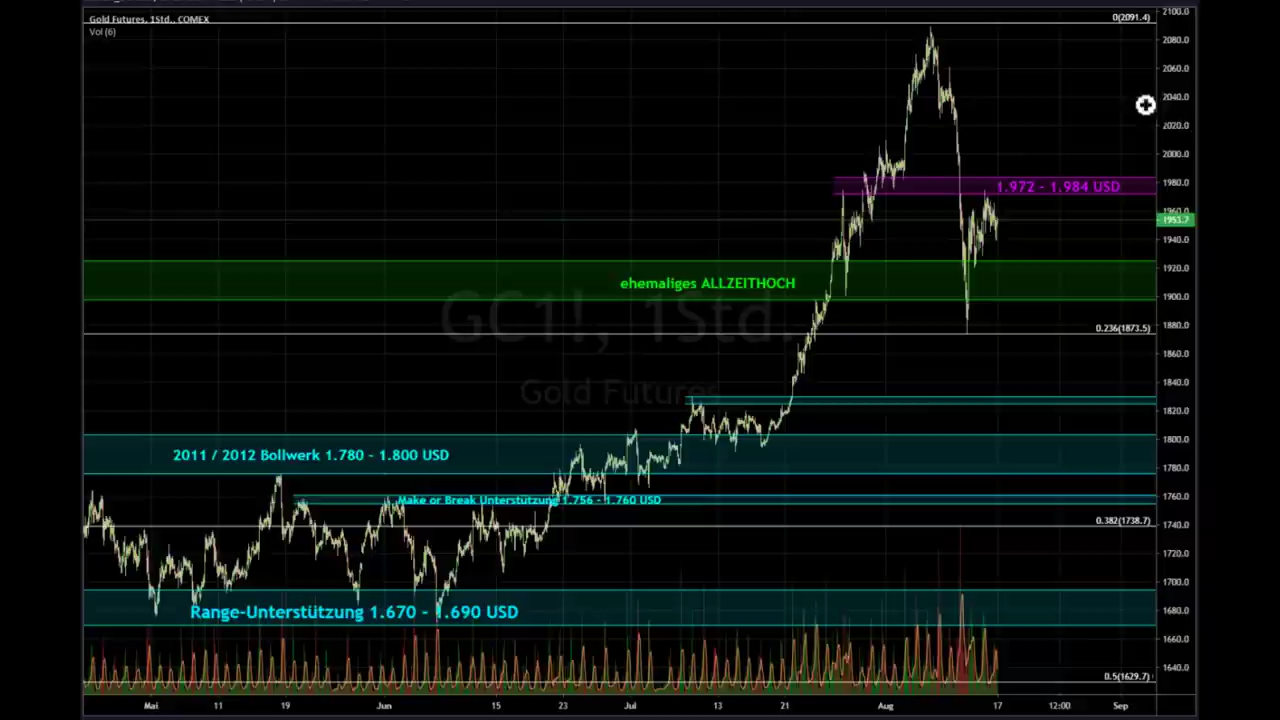 Gold Futures, 1Std., COMEX
Vol (6)
0(2091.4)
2100.0
2080.0
2060.0
2040.0
2020.0
2000.0
1980.0
1.972 - 1.984 USD
1960.0
1953.7
1940.0
1920.0
ehemaliges ALLZEITHOCH
1900.0
GC1!, 1Std.
1880.0
0.236(1873.5)
1860.0
1840.0
Gold Futures
1820.0
1800.0
2011 / 2012 Bollwerk 1.780 - 1.800 USD
1780.0
1760.0
Make or Break Unterstützung 1.756 - 1.760 USD
0.382(1738.7)
1740.0
1720.0
1700.0
Range-Unterstützung 1.670 - 1.690 USD
1680.0
1660.0
1640.0
0.5(1629.7)
Mai 11 19 Jun 15 23 Jul 13 21 Aug 17 12:00 Sep